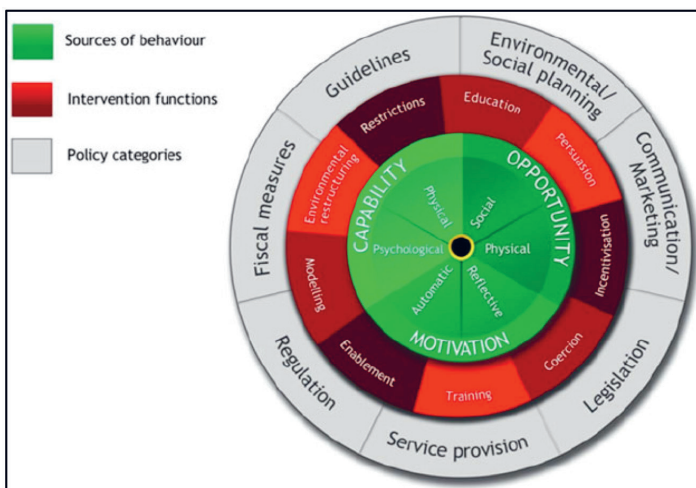 Sources of behaviour
Intervention functions
Policy categories
Environmental/
Social planning
Communication/
Marketing
Legislation
Service provision
Regulation
Fiscal measures
Guidelines
Education
Persuasion
Incentivisation
Coercion
Training
Enablement
Modelling
Environmental
restructuring
Restrictions
CAPABILITY
OPPORTUNITY
MOTIVATION
Physical
Psychological
Social
Physical
Automatic
Reflective